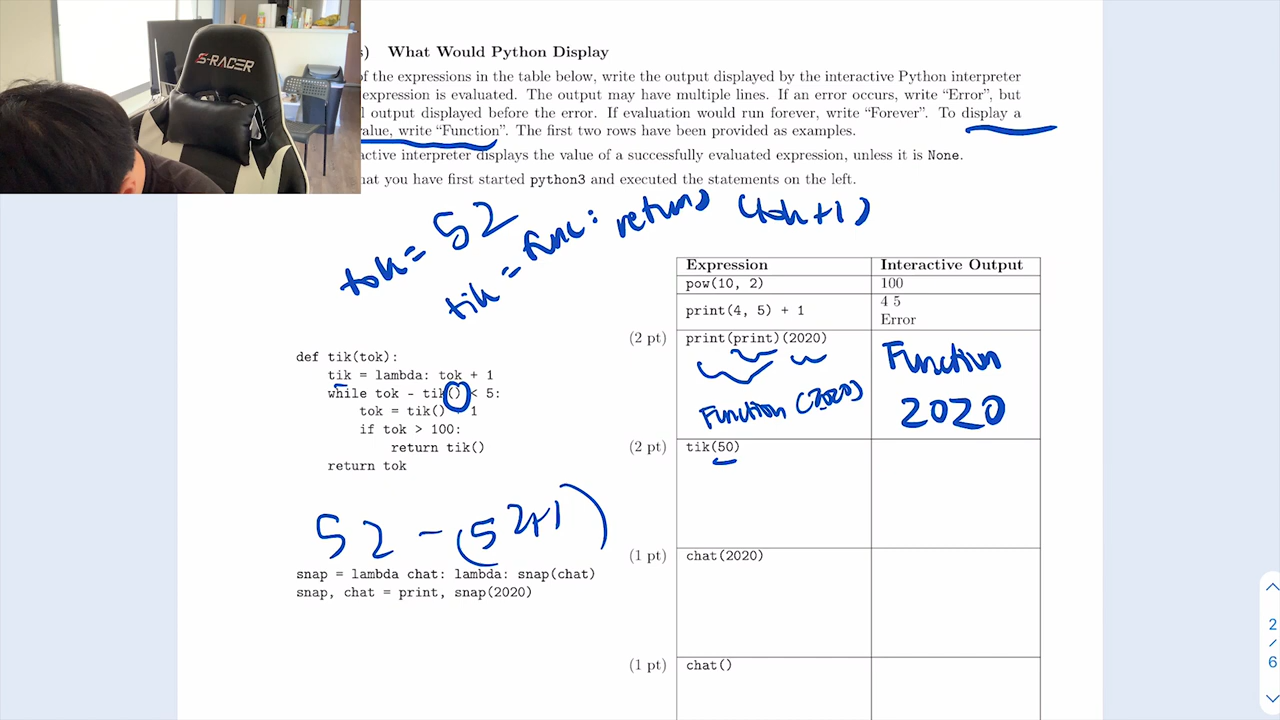 S-RACER
s) What Would Python Display
of the expressions in the table below, write the output displayed by the interactive Python interpreter
expression is evaluated. The output may have multiple lines. If an error occurs, write “Error”, but
l output displayed before the error. If evaluation would run forever, write “Forever”. To display a
alue, write “Function”. The first two rows have been provided as examples.
active interpreter displays the value of a successfully evaluated expression, unless it is None.
hat you have first started python3 and executed the statements on the left.
tok = 52
tik = func: return (tok+1)
Expression Interactive Output
pow(10, 2) 100
print(4, 5) + 1 4 5
Error
(2 pt) print(print)(2020) Function
Function (2020) 2020
def tik(tok):
tik = lambda: tok + 1
while tok - tik() < 5:
tok = tik() + 1
if tok > 100:
return tik()
return tok
(2 pt) tik(50)
52 - (52+1)
(1 pt) chat(2020)
snap = lambda chat: lambda: snap(chat)
snap, chat = print, snap(2020)
(1 pt) chat()
2
/
6